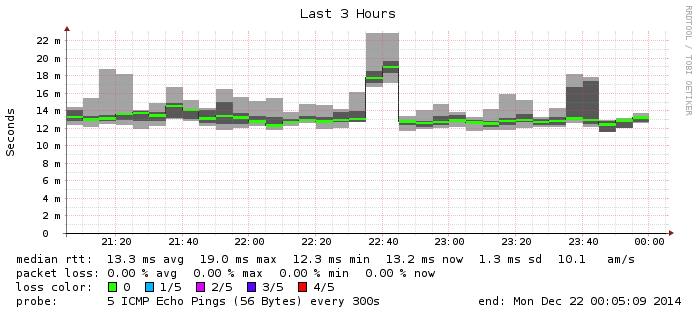 Last 3 Hours
RRDTOOL / TOBI OETIKER
Seconds
22 m
20 m
18 m
16 m
14 m
12 m
10 m
8 m
6 m
4 m
2 m
0
21:20 21:40 22:00 22:20 22:40 23:00 23:20 23:40 00:00
median rtt: 13.3 ms avg 19.0 ms max 12.3 ms min 13.2 ms now 1.3 ms sd 10.1 am/s
packet loss: 0.00 % avg 0.00 % max 0.00 % min 0.00 % now
loss color: 0 1/5 2/5 3/5 4/5
probe: 5 ICMP Echo Pings (56 Bytes) every 300s end: Mon Dec 22 00:05:09 2014